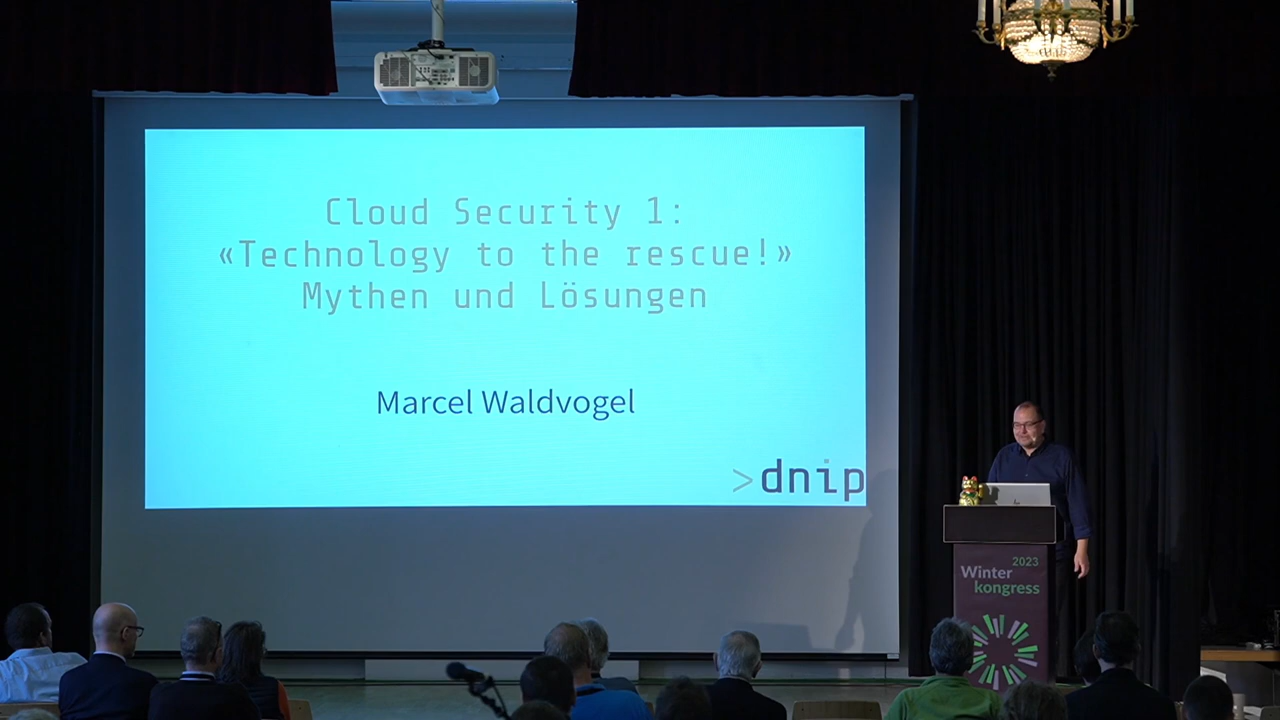 Cloud Security 1:
«Technology to the rescue!»
Mythen und Lösungen
Marcel Waldvogel
>dnip
2023
Winter
kongress